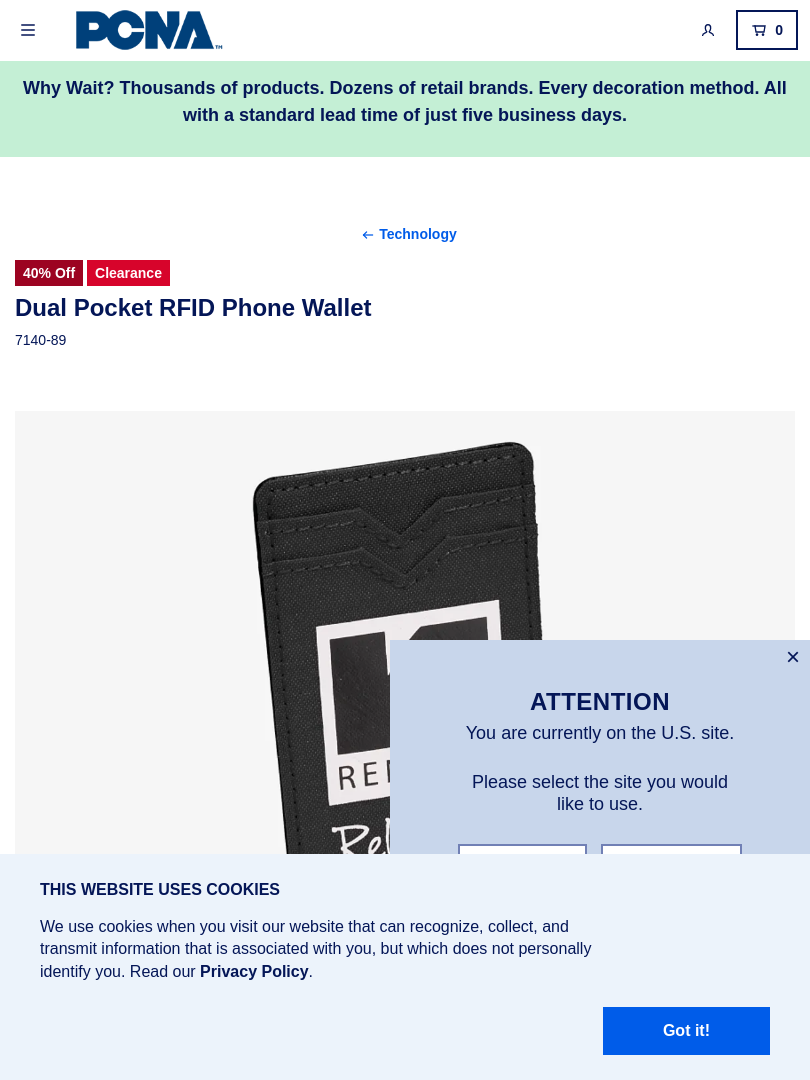 PCNA™
0
Why Wait? Thousands of products. Dozens of retail brands. Every decoration method. All
with a standard lead time of just five business days.
← Technology
40% Off Clearance
Dual Pocket RFID Phone Wallet
7140-89
×
ATTENTION
You are currently on the U.S. site.
Please select the site you would
like to use.
THIS WEBSITE USES COOKIES
We use cookies when you visit our website that can recognize, collect, and
transmit information that is associated with you, but which does not personally
identify you. Read our Privacy Policy.
Got it!